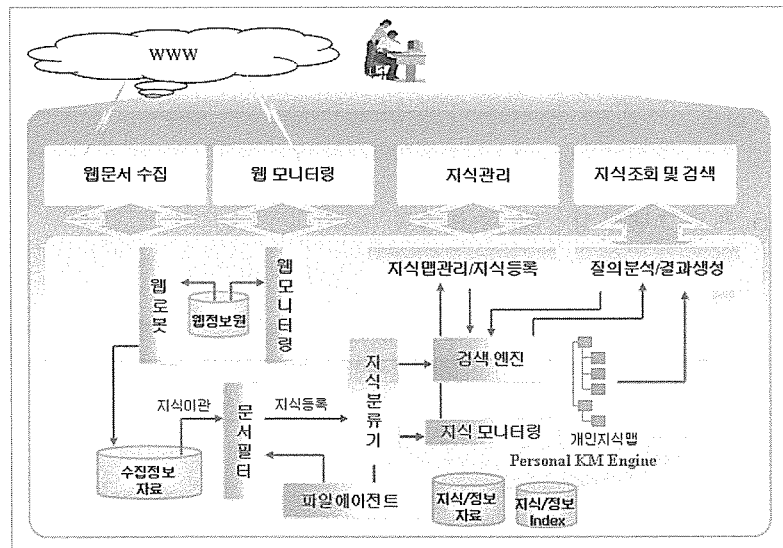 WWW
웹문서 수집
웹 모니터링
지식관리
지식조회 및 검색
웹로봇
웹정보원
웹모니터링
지식맵관리/지식등록
질의분석/결과생성
지식분류기
검색 엔진
지식이관
문서필터
지식등록
지식 모니터링
개인지식맵
Personal KM Engine
수집정보
자료
파일에이전트
지식/정보
자료
지식/정보
Index